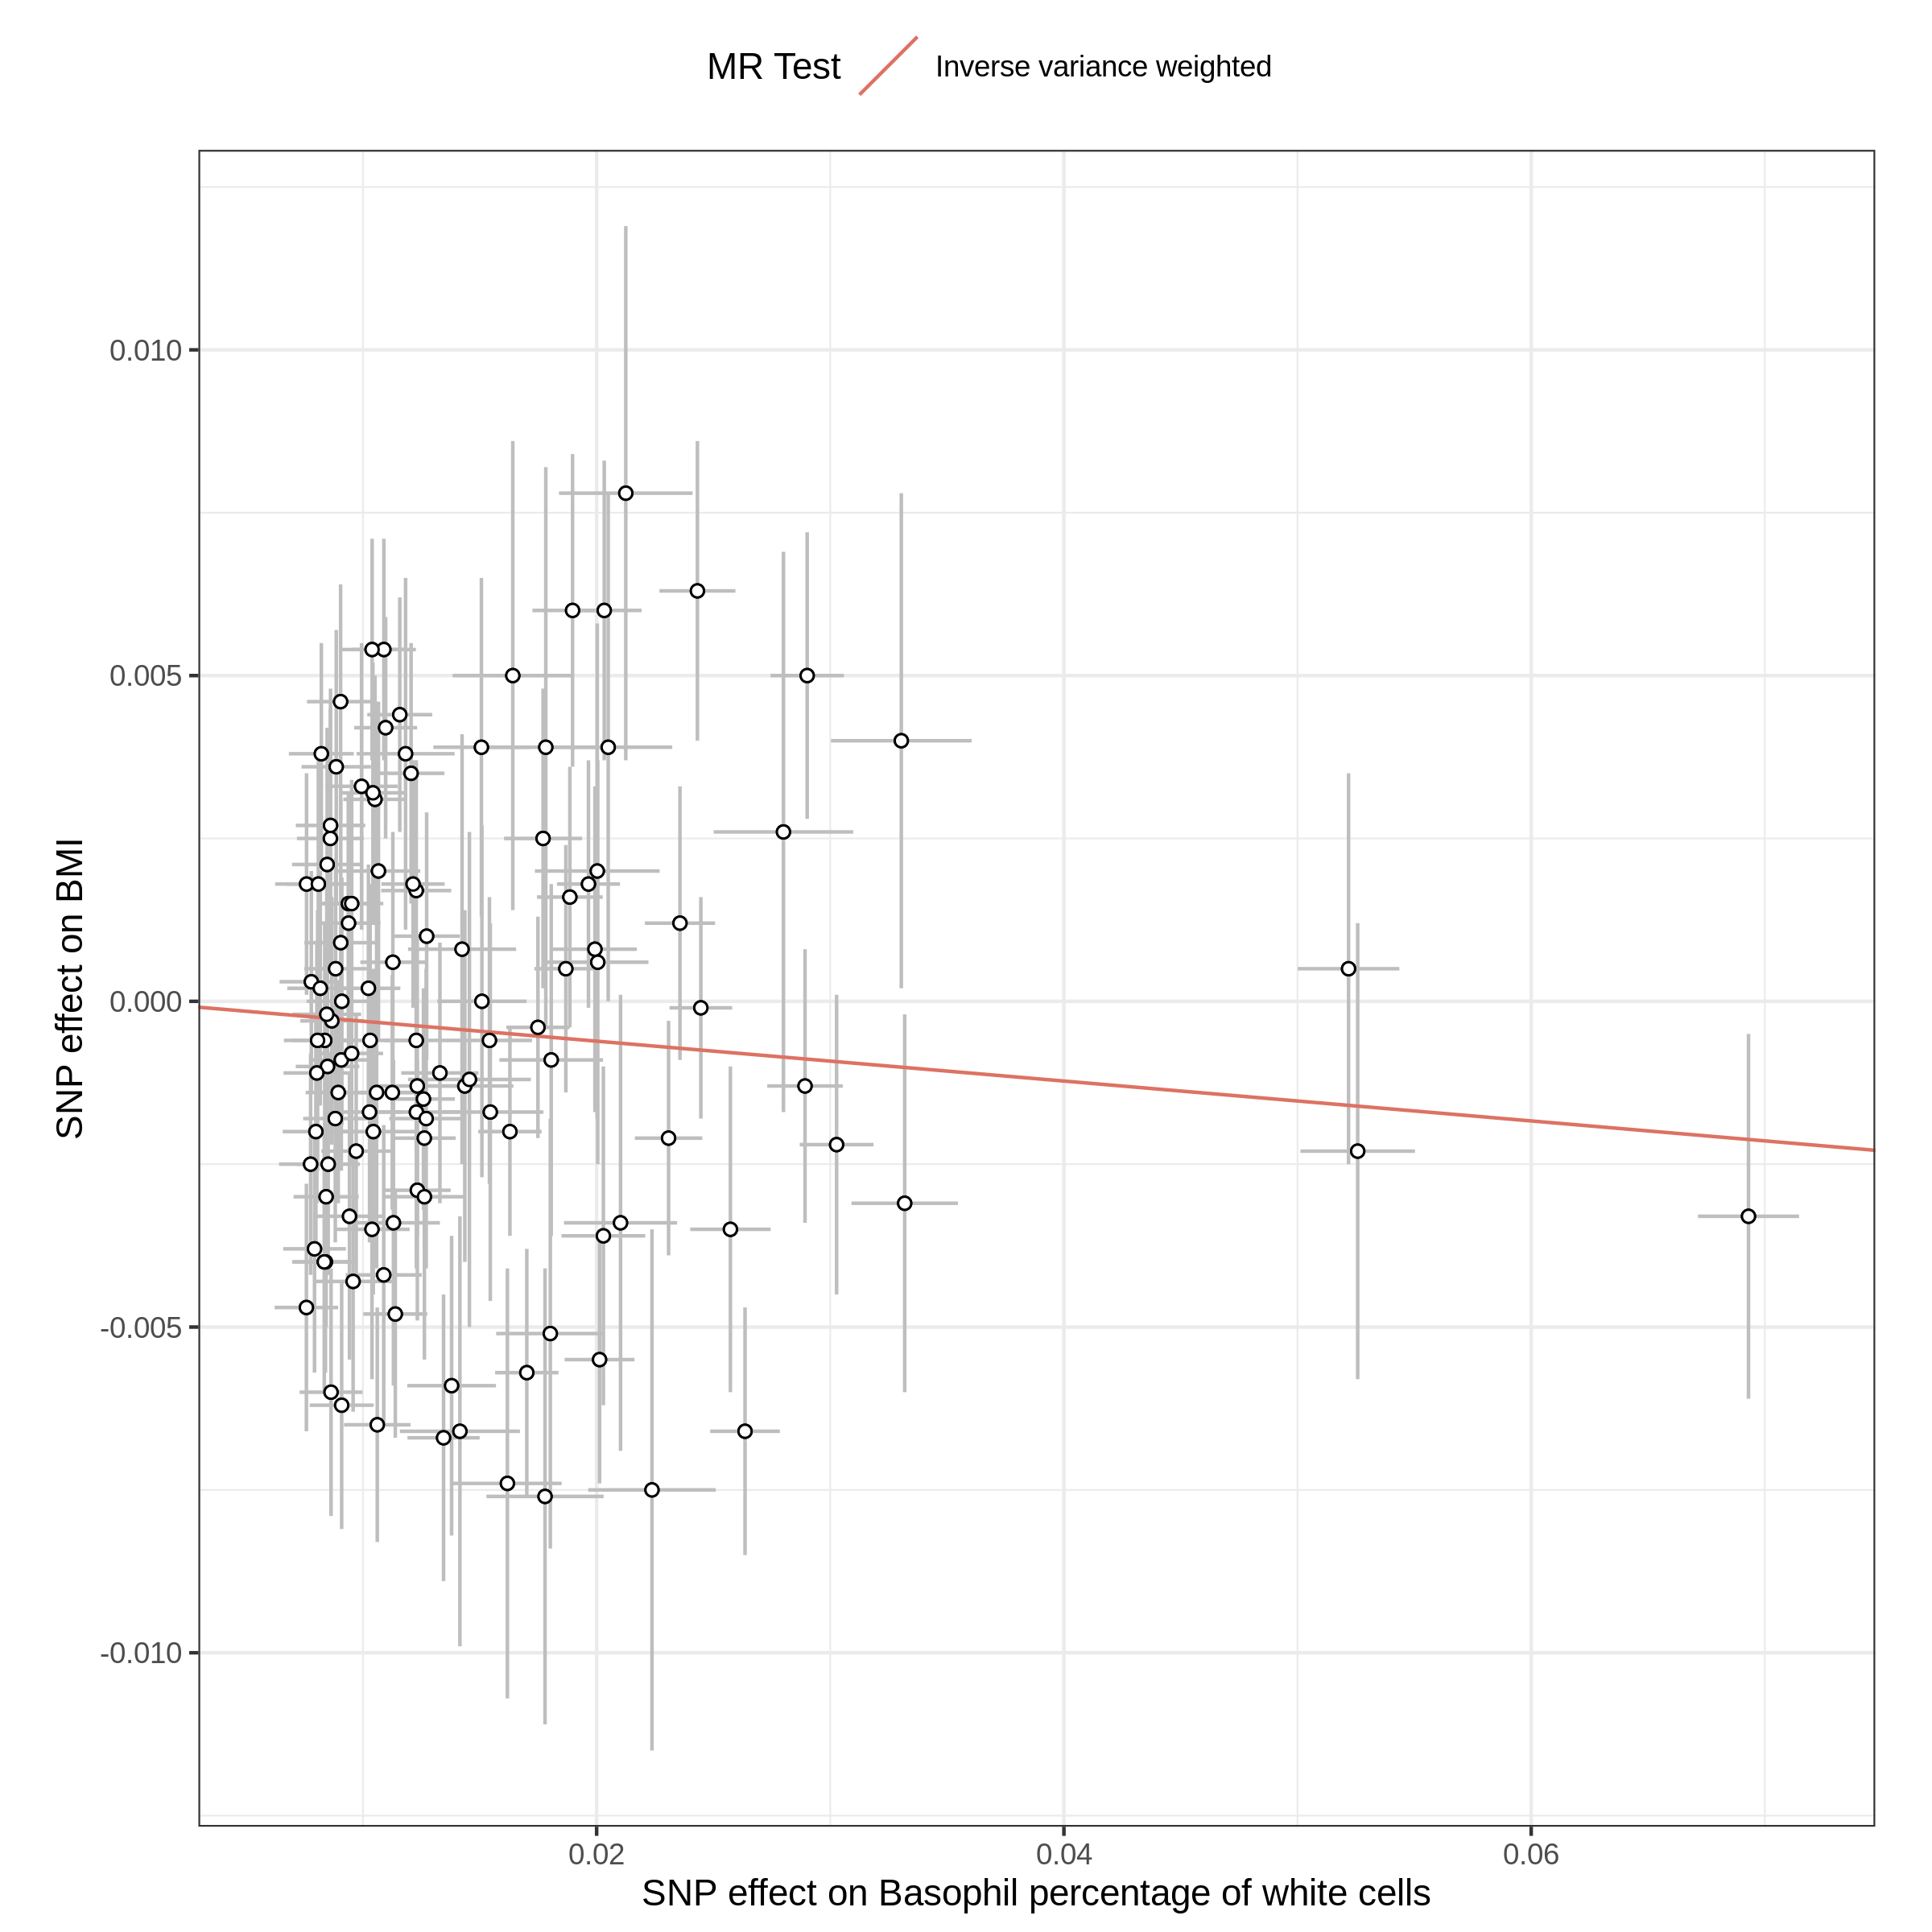 MR Test Inverse variance weighted
SNP effect on BMI
0.010
0.005
0.000
-0.005
-0.010
0.02 0.04 0.06
SNP effect on Basophil percentage of white cells